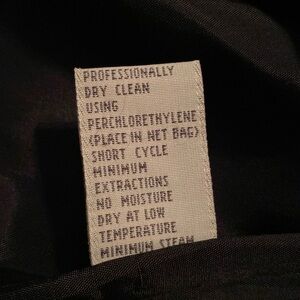 PROFESSIONALLY
DRY CLEAN
USING
PERCHLORETHYLENE
(PLACE IN NET BAG)
SHORT CYCLE
MINIMUM
EXTRACTIONS
NO MOISTURE
DRY AT LOW
TEMPERATURE
MINIMUM STEAM